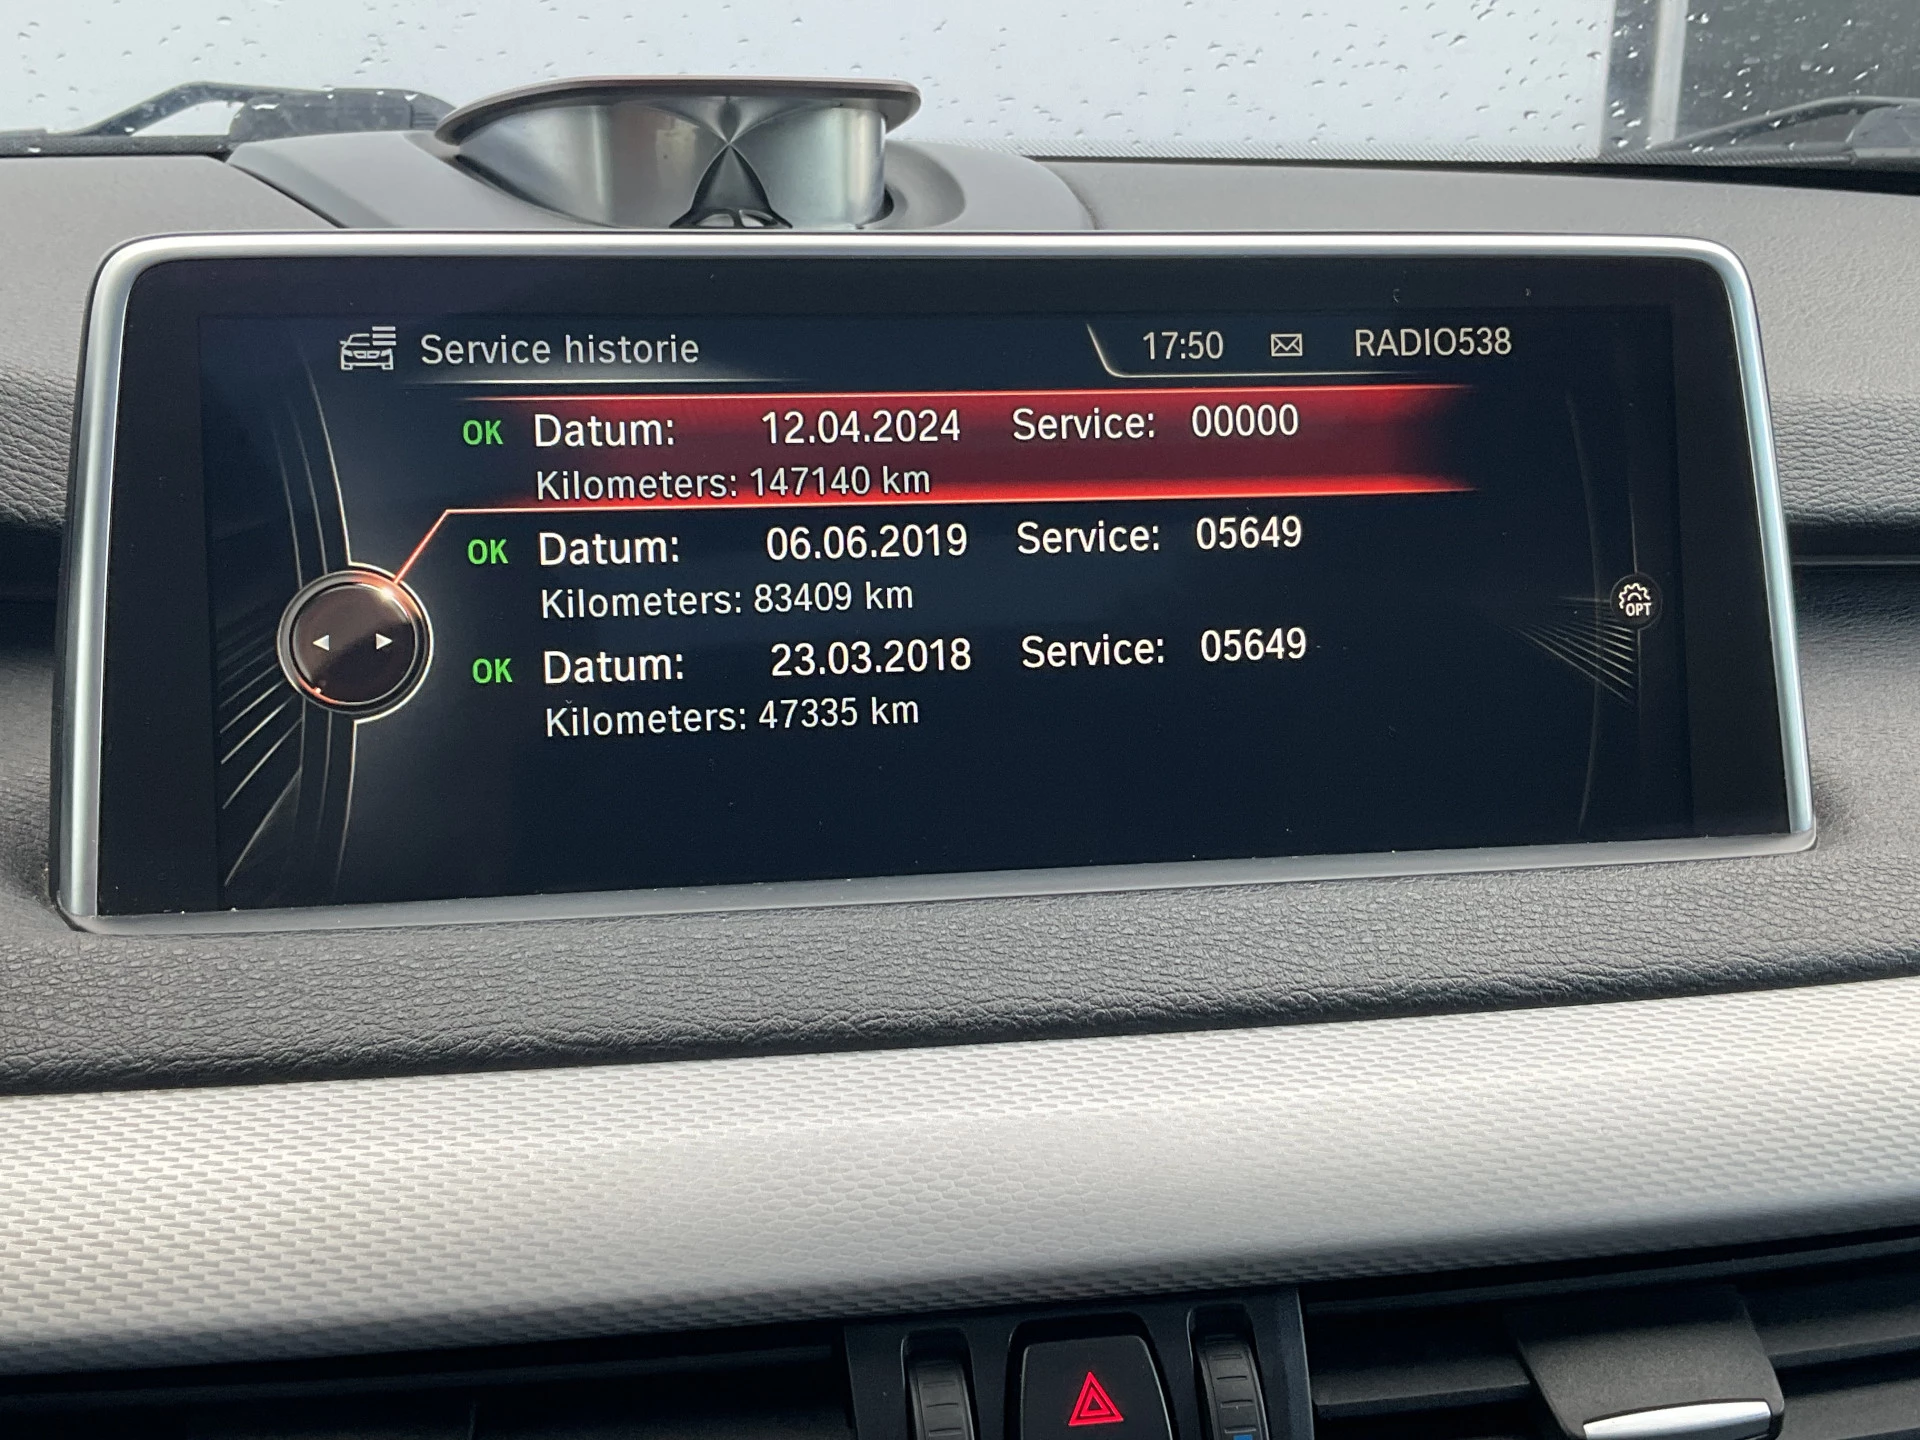 Service historie 17:50 RADIO538
OK Datum: 12.04.2024 Service: 00000
Kilometers: 147140 km
OK Datum: 06.06.2019 Service: 05649
Kilometers: 83409 km
OPT
OK Datum: 23.03.2018 Service: 05649
Kilometers: 47335 km